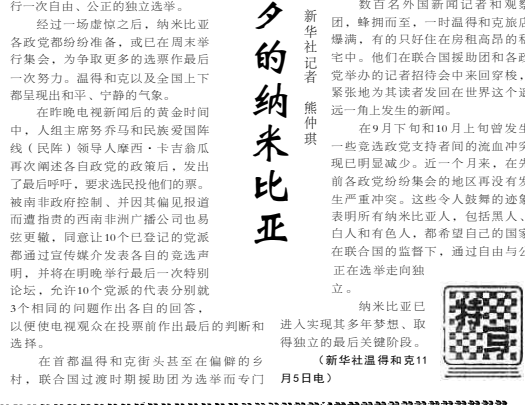 行一次自由、公正的独立选举。
经过一场虚惊之后，纳米比亚
各政党都纷纷准备，或已在周末举
行集会，为争取更多的选票作最后
一次努力。温得和克以及全国上下
都呈现出和平、宁静的气象。
在昨晚电视新闻后的黄金时间
中，人组主席努乔马和民族爱国阵
线（民阵）领导人摩西·卡吉翁瓜
再次阐述各自政党的政策后，发出
了最后呼吁，要求选民投他们的票。
被南非政府控制、并因其偏见报道
而遭指责的西南非洲广播公司也易
弦更辙，同意让10个已登记的党派
都通过宣传媒介发表各自的竞选声
明，并将在明晚举行最后一次特别
论坛，允许10个党派的代表分别就
3个相同的问题作出各自的回答，
以便使电视观众在投票前作出最后的判断和
选择。
在首都温得和克街头甚至在偏僻的乡
村，联合国过渡时期援助团为选举而专门
夕的纳米比亚
新华社记者 熊仲琪
数百名外国新闻记者和观察
团，蜂拥而至，一时温得和克旅店
爆满，有的只好住在房租高昂的私
宅中。他们在联合国援助团和各政
党举办的记者招待会中来回穿梭，
紧张地为其读者发回在世界这个遥
远一角上发生的新闻。
在9月下旬和10月上旬曾发生
一些竞选政党支持者间的流血冲突
现已明显减少。近一个月来，在先
前各政党纷纷集会的地区再没有发
生严重冲突。这些令人鼓舞的迹象
表明所有纳米比亚人，包括黑人、
白人和有色人，都希望自己的国家
在联合国的监督下，通过自由与公
正在选举走向独
立。
纳米比亚已
进入实现其多年梦想、取
得独立的最后关键阶段。
（新华社温得和克11
月5日电）
特写